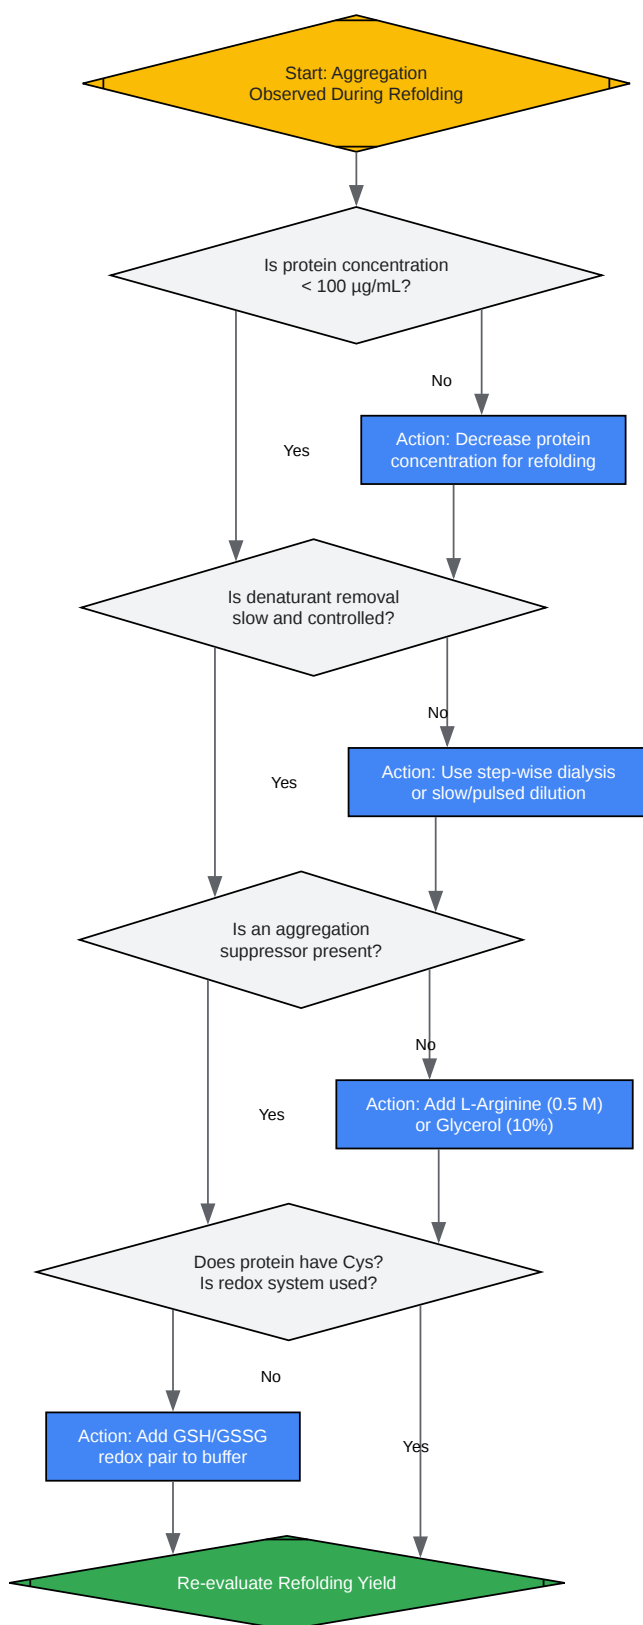 Start: Aggregation
Observed During Refolding
Is protein concentration
< 100 µg/mL?
No
Action: Decrease protein
concentration for refolding
Yes
Is denaturant removal
slow and controlled?
No
Action: Use step-wise dialysis
or slow/pulsed dilution
Yes
Is an aggregation
suppressor present?
No
Action: Add L-Arginine (0.5 M)
or Glycerol (10%)
Yes
Does protein have Cys?
Is redox system used?
No
Action: Add GSH/GSSG
redox pair to buffer
Yes
Re-evaluate Refolding Yield